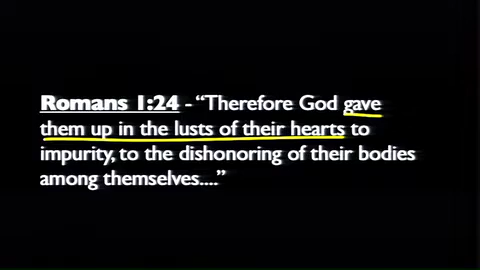 Romans 1:24 - “Therefore God gave
them up in the lusts of their hearts to
impurity, to the dishonoring of their bodies
among themselves....”